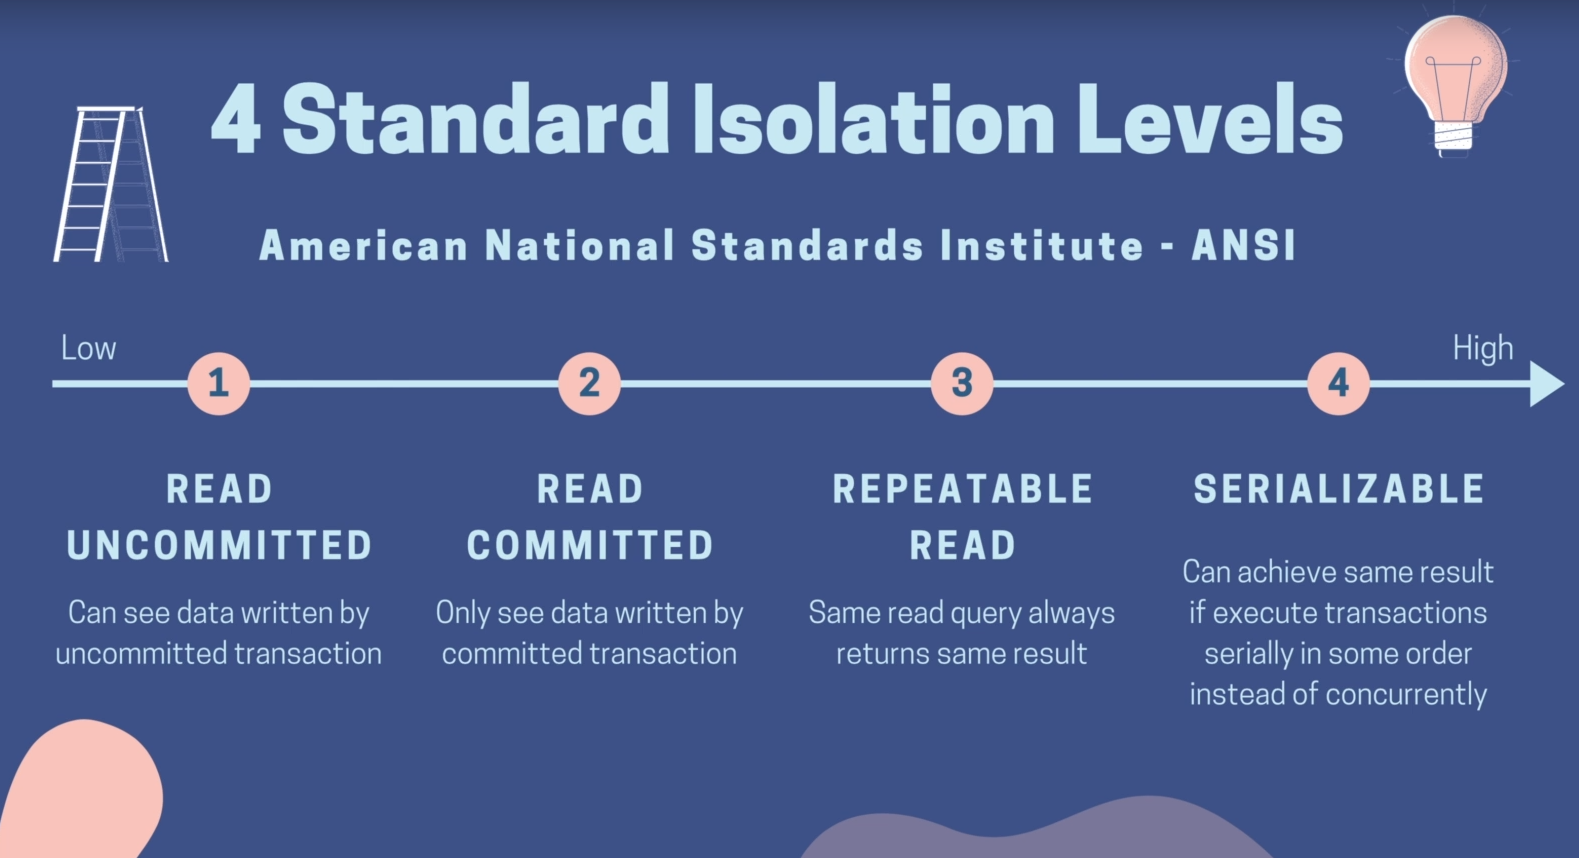 4 Standard Isolation Levels
American National Standards Institute - ANSI
Low
High
1
2
3
4
READ
UNCOMMITTED
Can see data written by
uncommitted transaction
READ
COMMITTED
Only see data written by
committed transaction
REPEATABLE
READ
Same read query always
returns same result
SERIALIZABLE
Can achieve same result
if execute transactions
serially in some order
instead of concurrently